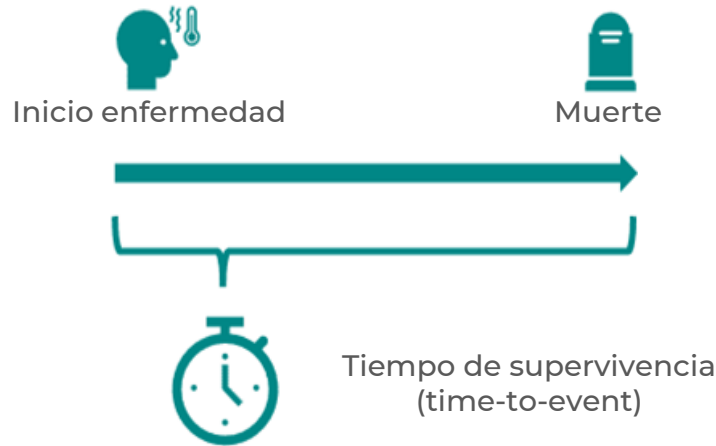 Inicio enfermedad
Muerte
Tiempo de supervivencia
(time-to-event)